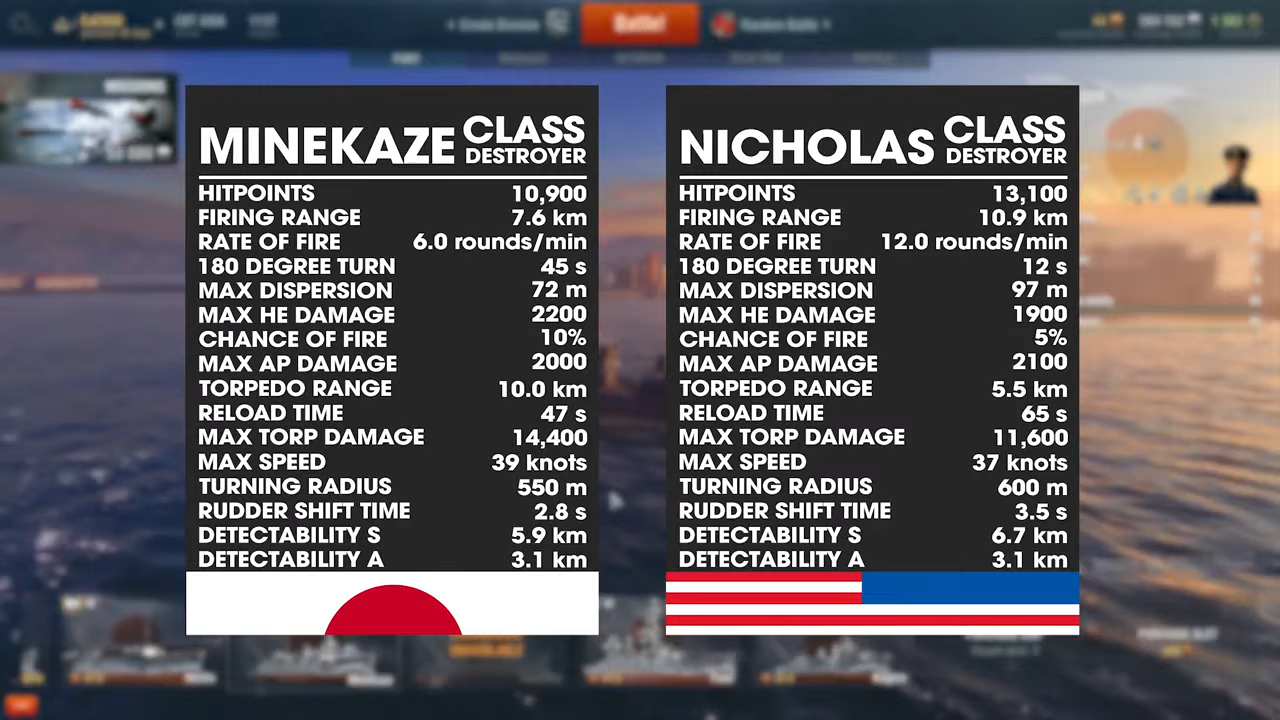 Battle!
MINEKAZE CLASS DESTROYER
HITPOINTS 10,900
FIRING RANGE 7.6 km
RATE OF FIRE 6.0 rounds/min
180 DEGREE TURN 45 s
MAX DISPERSION 72 m
MAX HE DAMAGE 2200
CHANCE OF FIRE 10%
MAX AP DAMAGE 2000
TORPEDO RANGE 10.0 km
RELOAD TIME 47 s
MAX TORP DAMAGE 14,400
MAX SPEED 39 knots
TURNING RADIUS 550 m
RUDDER SHIFT TIME 2.8 s
DETECTABILITY S 5.9 km
DETECTABILITY A 3.1 km
NICHOLAS CLASS DESTROYER
HITPOINTS 13,100
FIRING RANGE 10.9 km
RATE OF FIRE 12.0 rounds/min
180 DEGREE TURN 12 s
MAX DISPERSION 97 m
MAX HE DAMAGE 1900
CHANCE OF FIRE 5%
MAX AP DAMAGE 2100
TORPEDO RANGE 5.5 km
RELOAD TIME 65 s
MAX TORP DAMAGE 11,600
MAX SPEED 37 knots
TURNING RADIUS 600 m
RUDDER SHIFT TIME 3.5 s
DETECTABILITY S 6.7 km
DETECTABILITY A 3.1 km